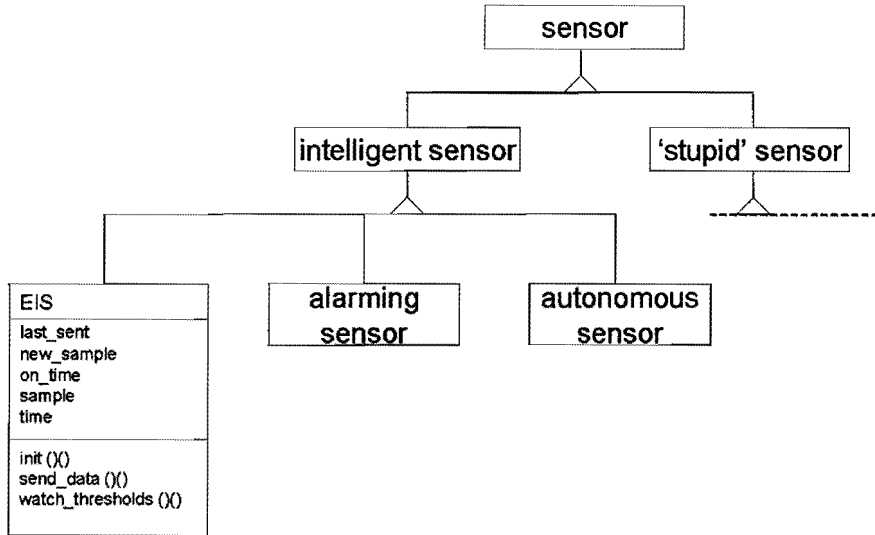 sensor
intelligent sensor
‘stupid’ sensor
EIS
last_sent
new_sample
on_time
sample
time
init ()()
send_data ()()
watch_thresholds ()()
alarming
sensor
autonomous
sensor